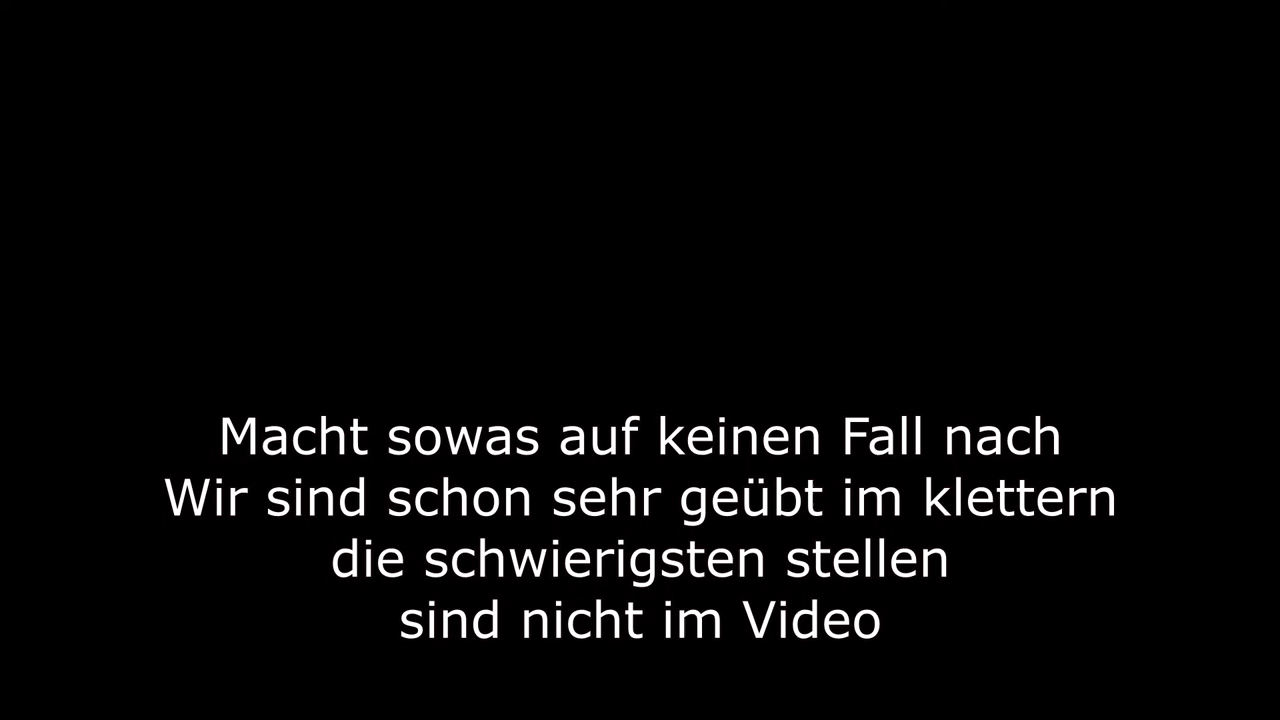 Macht sowas auf keinen Fall nach
Wir sind schon sehr geübt im klettern
die schwierigsten stellen
sind nicht im Video